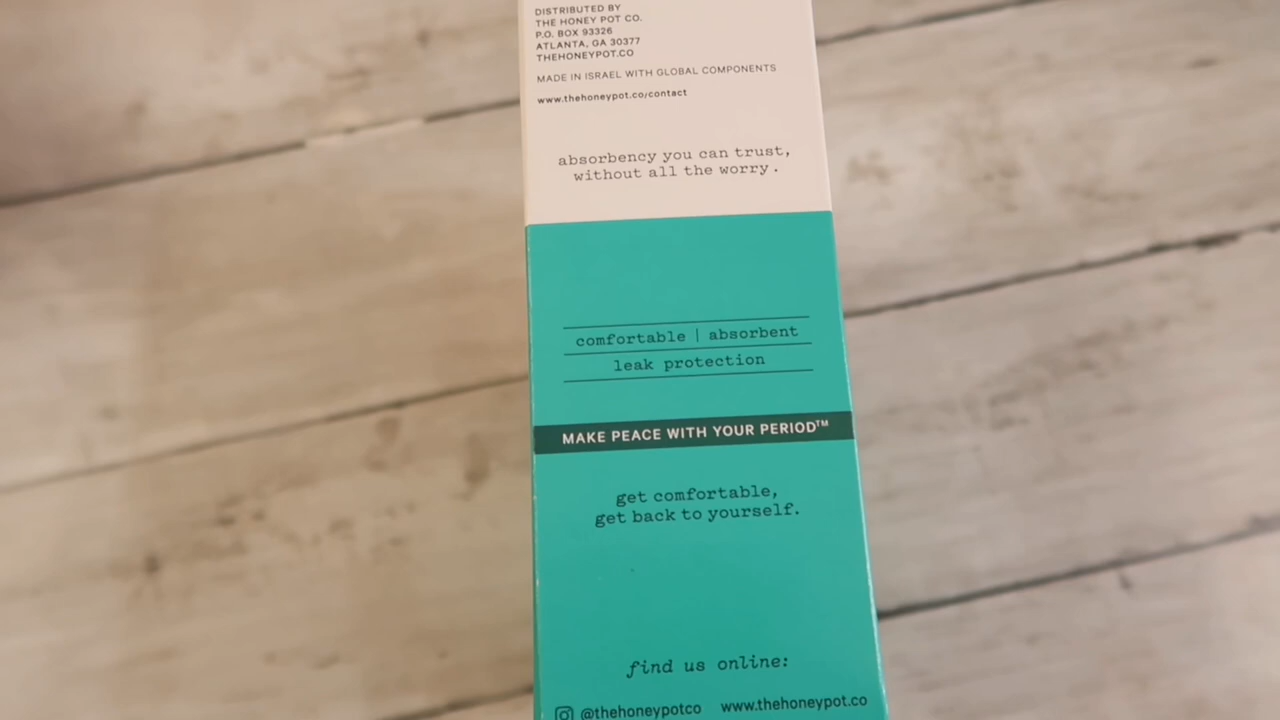 DISTRIBUTED BY
THE HONEY POT CO.
P.O. BOX 93326
ATLANTA, GA 30377
THEHONEYPOT.CO
MADE IN ISRAEL WITH GLOBAL COMPONENTS
www.thehoneypot.co/contact
absorbency you can trust,
without all the worry.
comfortable | absorbent
leak protection
MAKE PEACE WITH YOUR PERIOD™
get comfortable,
get back to yourself.
find us online:
@thehoneypotco www.thehoneypot.co